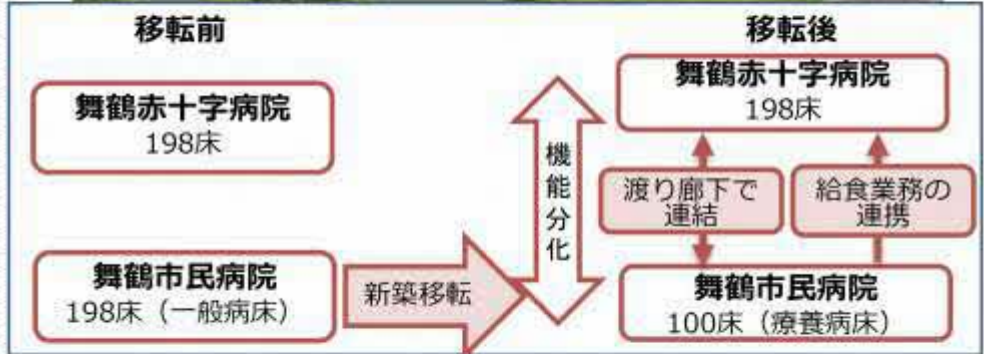 移転前
舞鶴赤十字病院
198床
舞鶴市民病院
198床（一般病床）
新築移転
機能分化
移転後
舞鶴赤十字病院
198床
渡り廊下で
連結
給食業務の
連携
舞鶴市民病院
100床（療養病床）